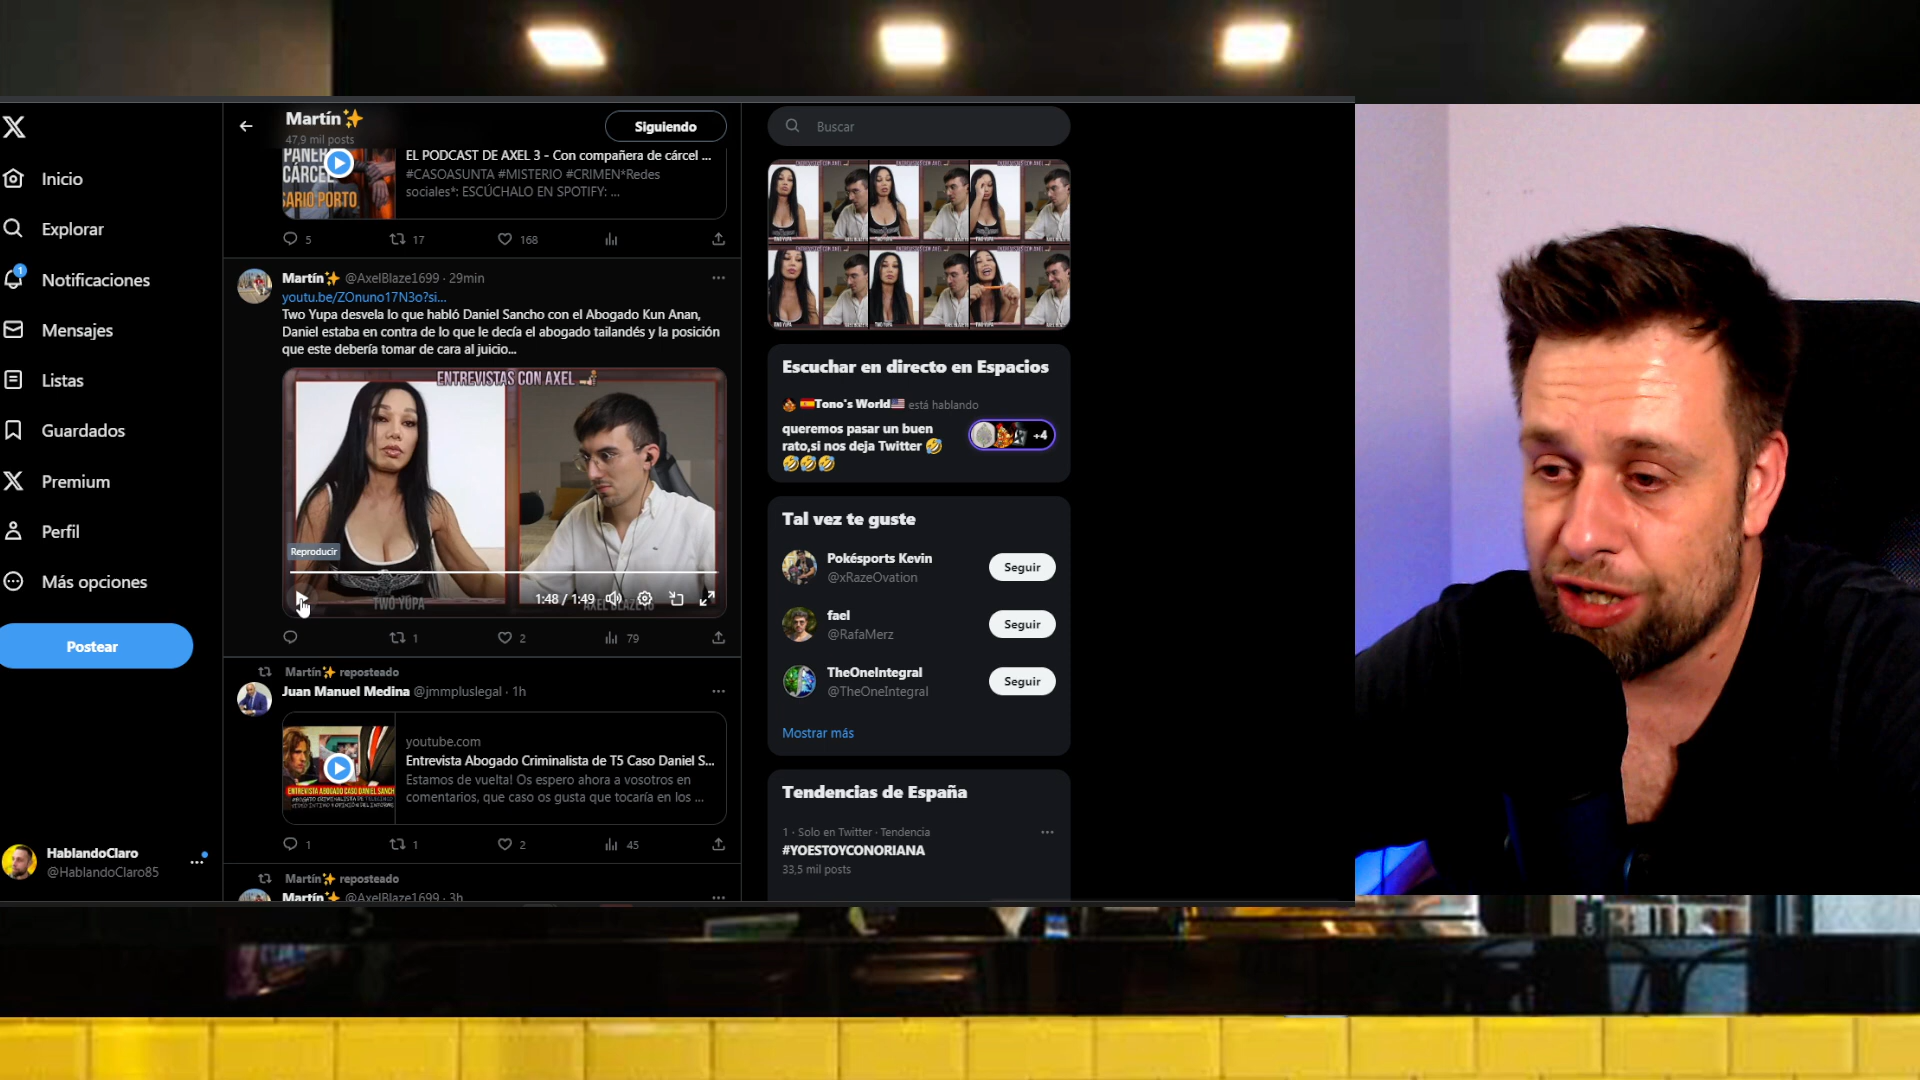 Inicio
Explorar
1
Notificaciones
Mensajes
Listas
Guardados
Premium
Perfil
Más opciones
Postear
HablandoClaro
@HablandoClaro85
Martín✨
47,9 mil posts
Siguiendo
CÁRCEL
SARIO PORTO
EL PODCAST DE AXEL 3 - Con compañera de cárcel ...
#CASOASUNTA #MISTERIO #CRIMEN*Redes
sociales*: ESCÚCHALO EN SPOTIFY: ...
5 17 168
Martín✨ @AxelBlaze1699 · 29min
youtu.be/ZOnuno17N3o?si...
Two Yupa desvela lo que habló Daniel Sancho con el Abogado Kun Anan,
Daniel estaba en contra de lo que le decía el abogado tailandés y la posición
que este debería tomar de cara al juicio...
ENTREVISTAS CON AXEL
Reproducir
1:48 / 1:49
TWO YUPA
1 2 79
Martín✨ reposteado
Juan Manuel Medina @jmmpluslegal · 1h
youtube.com
Entrevista Abogado Criminalista de T5 Caso Daniel S...
Estamos de vuelta! Os espero ahora a vosotros en
comentarios, que caso os gusta que tocaría en los ...
ENTREVISTA ABOGADO CASO DANIEL SANCH
1 1 2 45
Martín✨ reposteado
Martín✨ @AxelBlaze1699 · 3h
Buscar
Escuchar en directo en Espacios
🇪🇸Tono's World🇺🇸 está hablando
queremos pasar un buen
rato,si nos deja Twitter 🤣
🤣🤣🤣
+4
Tal vez te guste
Pokésports Kevin
@xRazeOvation
Seguir
fael
@RafaMerz
Seguir
TheOneIntegral
@TheOneIntegral
Seguir
Mostrar más
Tendencias de España
1 · Solo en Twitter · Tendencia
#YOESTOYCONORIANA
33,5 mil posts